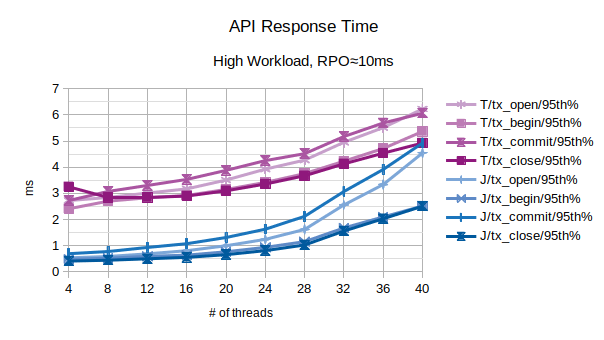 API Response Time
High Workload, RPO≈10ms
7
6
5
4
3
2
1
0
ms
4 8 12 16 20 24 28 32 36 40
# of threads
T/tx_open/95th%
T/tx_begin/95th%
T/tx_commit/95th%
T/tx_close/95th%
J/tx_open/95th%
J/tx_begin/95th%
J/tx_commit/95th%
J/tx_close/95th%